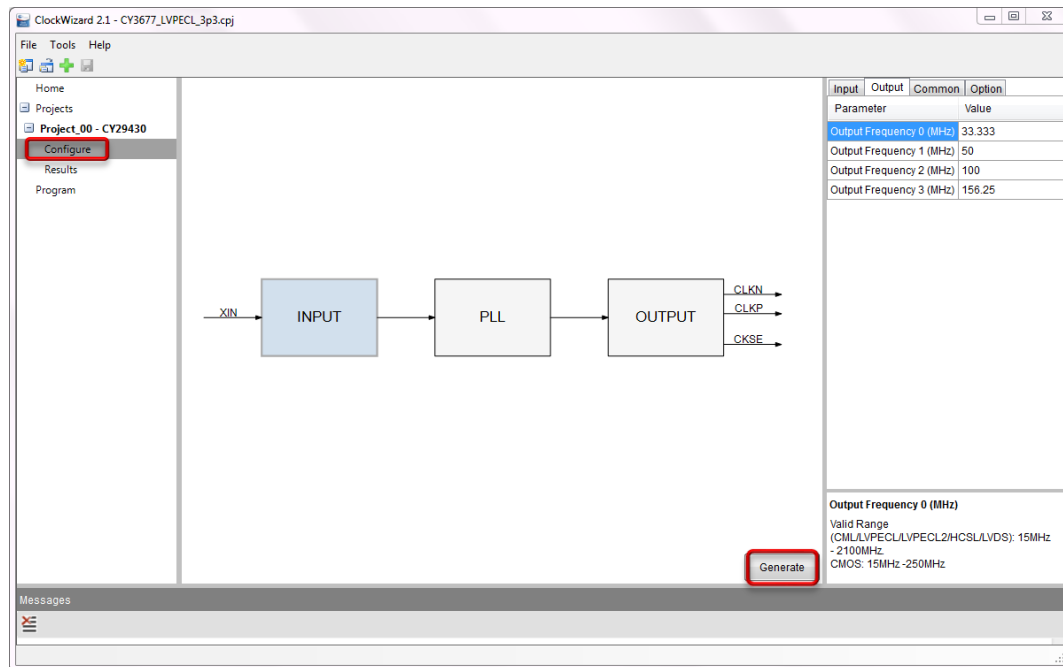 ClockWizard 2.1 - CY3677_LVPECL_3p3.cpj
File Tools Help
Home
Projects
Project_00 - CY29430
Configure
Results
Program
XIN
INPUT
PLL
OUTPUT
CLKN
CLKP
CKSE
Generate
Input Output Common Option
Parameter Value
Output Frequency 0 (MHz) 33.333
Output Frequency 1 (MHz) 50
Output Frequency 2 (MHz) 100
Output Frequency 3 (MHz) 156.25
Output Frequency 0 (MHz)
Valid Range
(CML/LVPECL/LVPECL2/HCSL/LVDS): 15MHz
- 2100MHz.
CMOS: 15MHz -250MHz
Messages